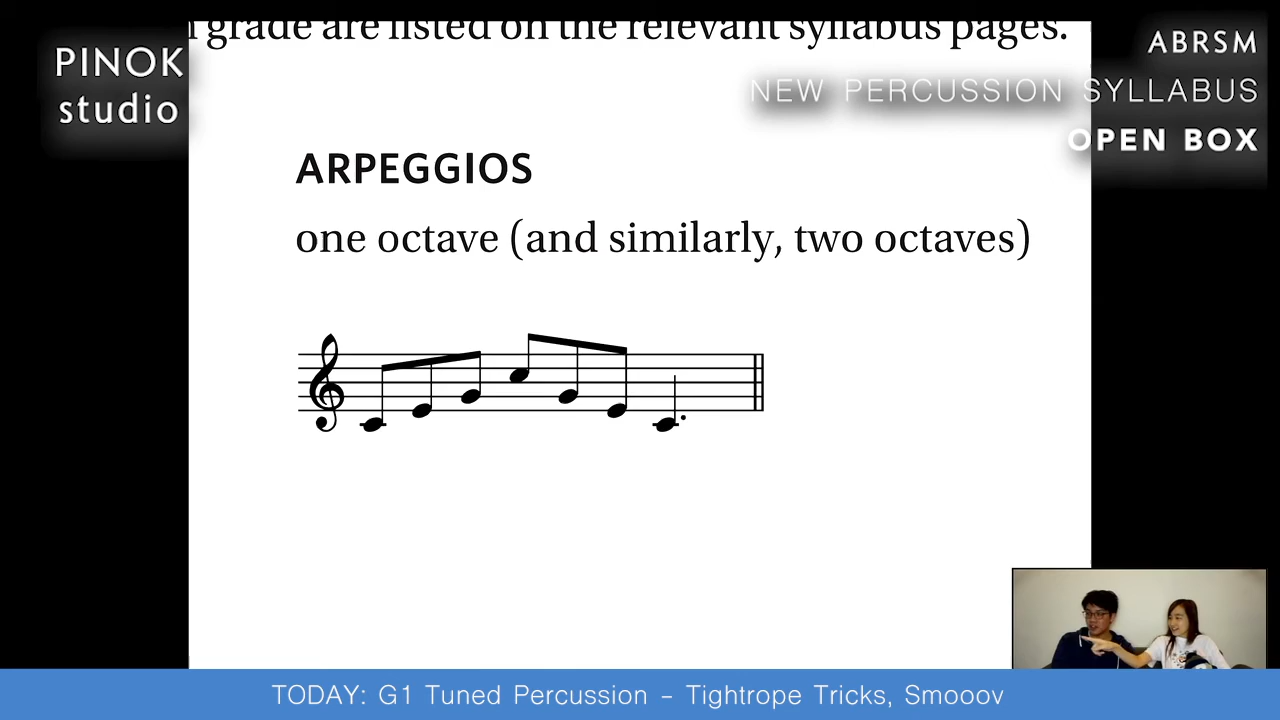 grade are listed on the relevant syllabus pages.
PINOK
studio
ABRSM
NEW PERCUSSION SYLLABUS
OPEN BOX
ARPEGGIOS
one octave (and similarly, two octaves)
TODAY: G1 Tuned Percussion – Tightrope Tricks, Smooov